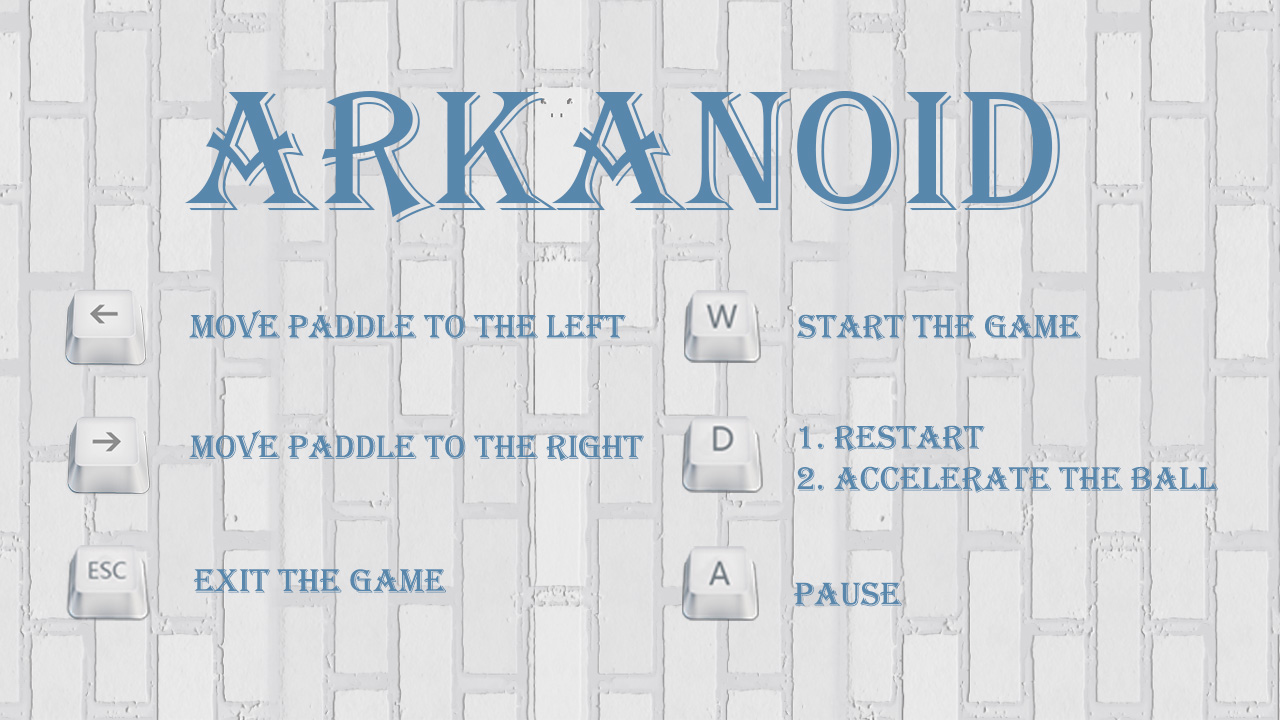 ARKANOID
← MOVE PADDLE TO THE LEFT
→ MOVE PADDLE TO THE RIGHT
ESC EXIT THE GAME
W START THE GAME
D 1. RESTART
2. ACCELERATE THE BALL
A PAUSE